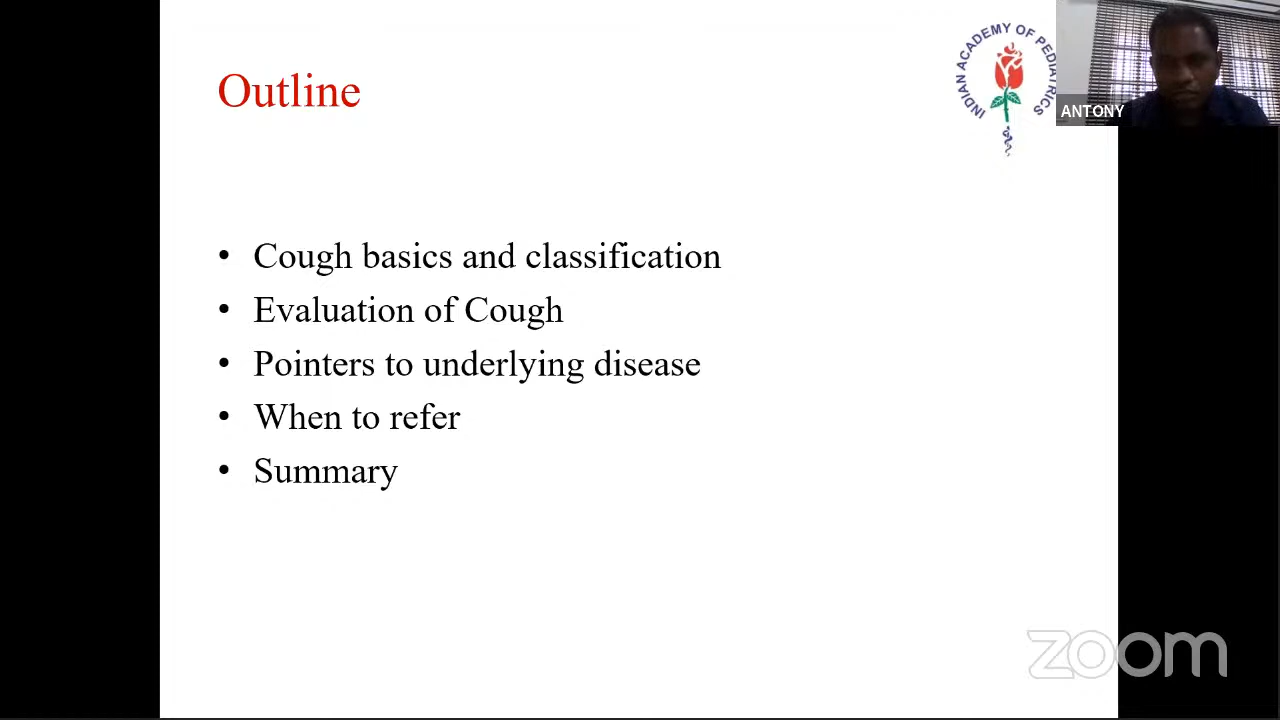 Outline
INDIAN ACADEMY OF PEDIATRICS
ANTONY
• Cough basics and classification
• Evaluation of Cough
• Pointers to underlying disease
• When to refer
• Summary
zoom